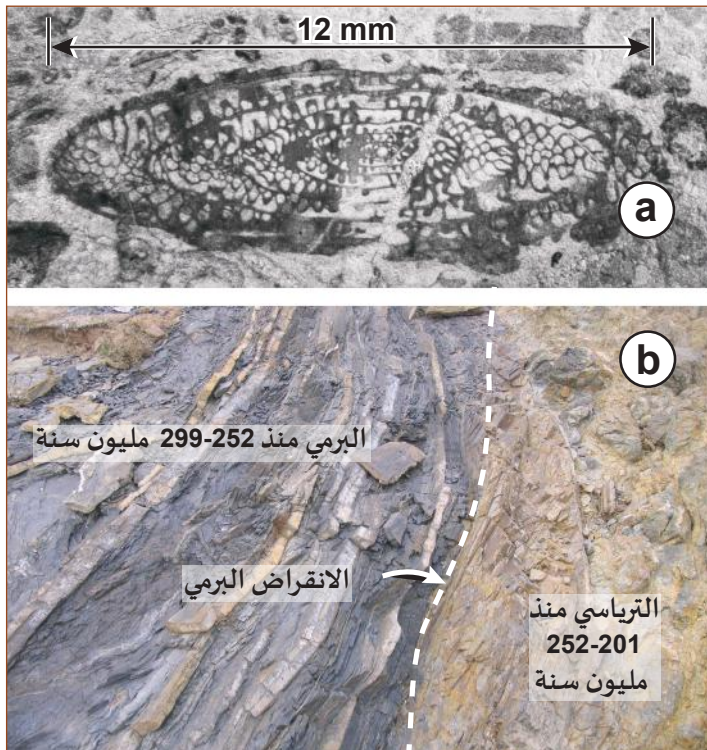 12 mm
a
b
البرمي منذ 252-299 مليون سنة
الانقراض البرمي
الترياسي منذ
252-201
مليون سنة